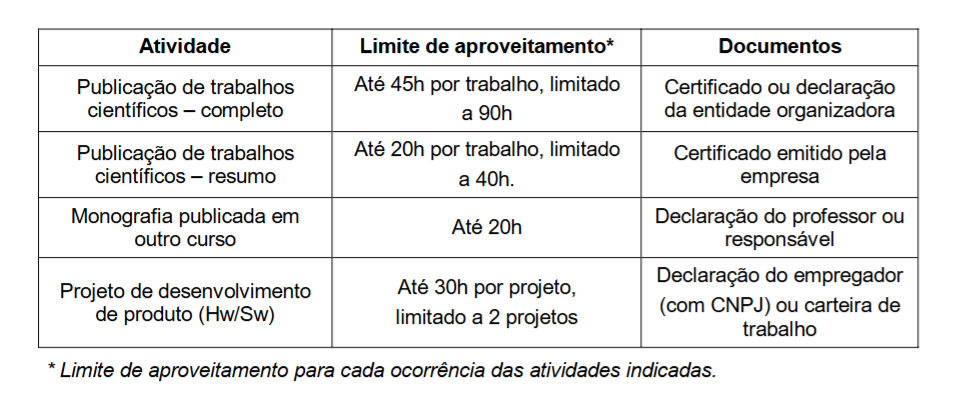 Atividade Limite de aproveitamento* Documentos
Publicação de trabalhos
científicos – completo
Até 45h por trabalho, limitado
a 90h
Certificado ou declaração
da entidade organizadora
Publicação de trabalhos
científicos – resumo
Até 20h por trabalho, limitado
a 40h.
Certificado emitido pela
empresa
Monografia publicada em
outro curso
Até 20h
Declaração do professor ou
responsável
Projeto de desenvolvimento
de produto (Hw/Sw)
Até 30h por projeto,
limitado a 2 projetos
Declaração do empregador
(com CNPJ) ou carteira de
trabalho
* Limite de aproveitamento para cada ocorrência das atividades indicadas.